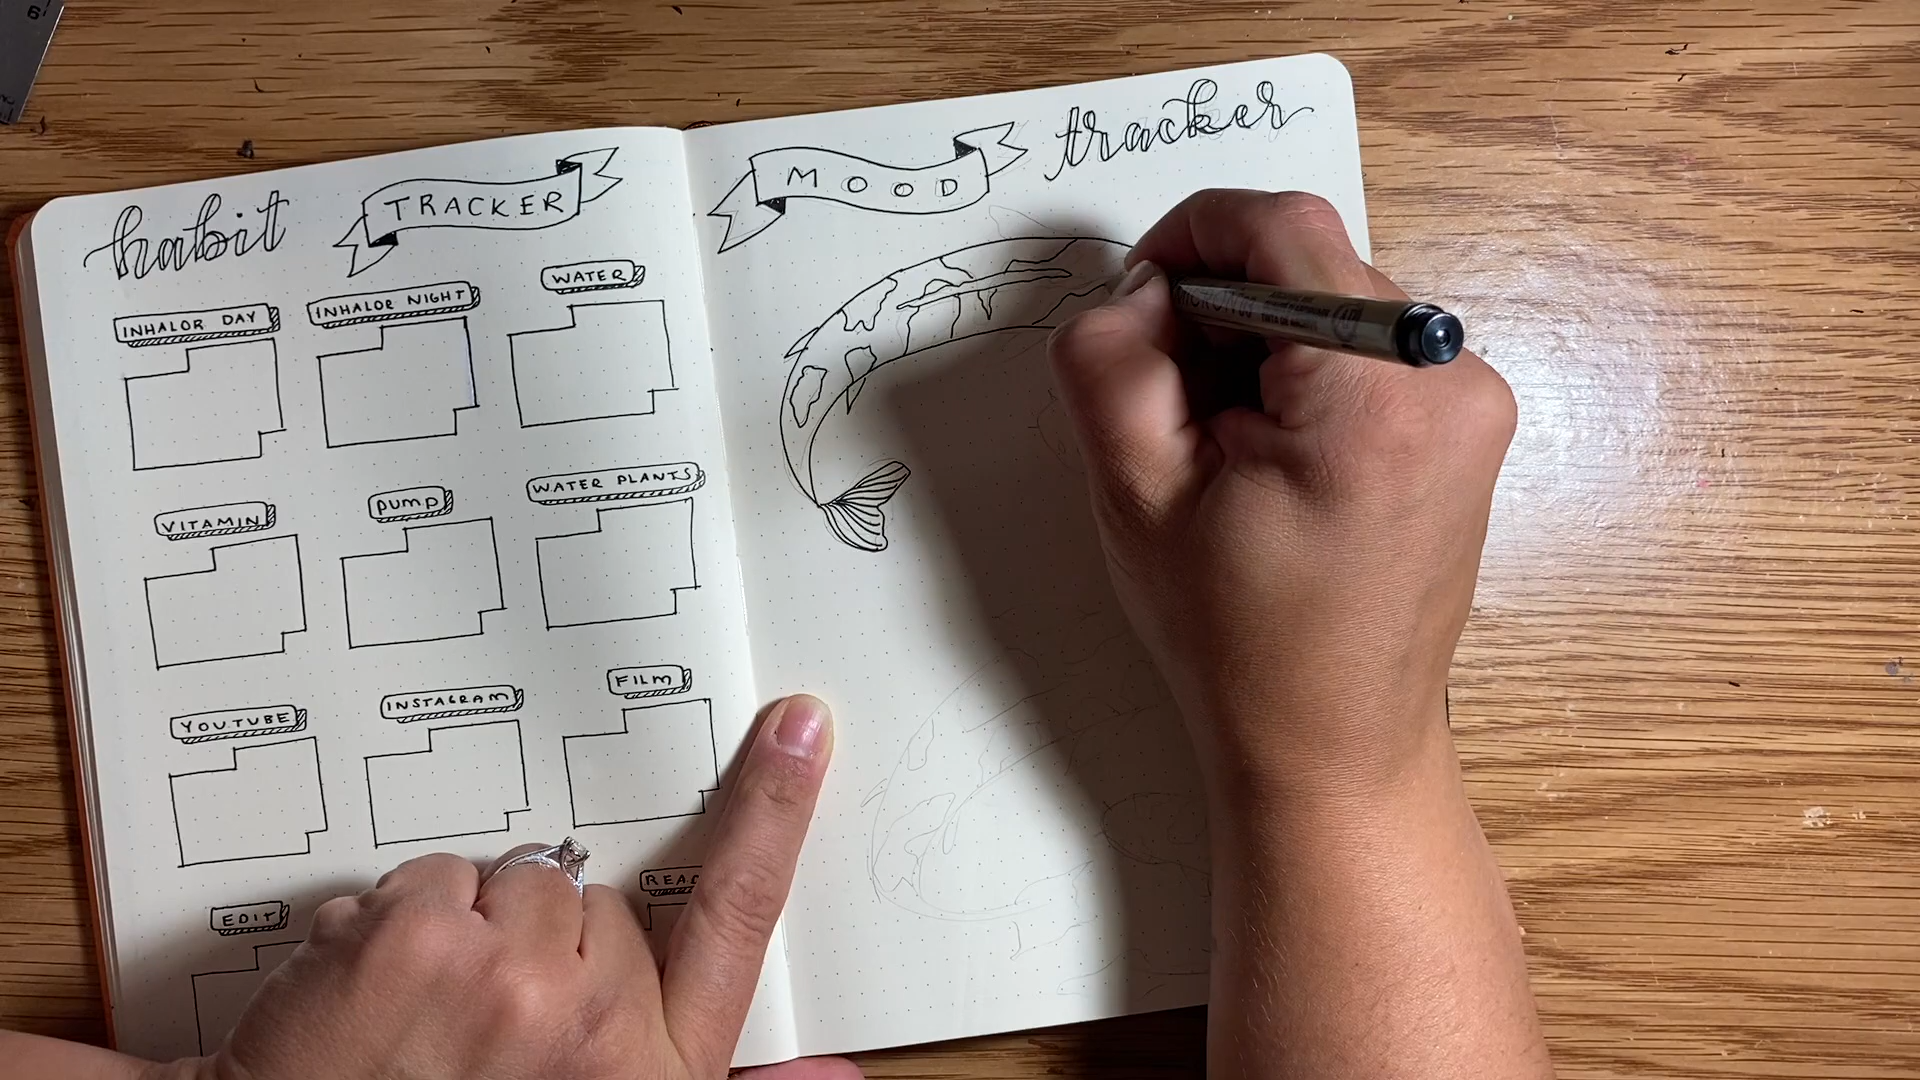 habit TRACKER
INHALOR DAY
INHALOR NIGHT
WATER
VITAMIN
PUMP
WATER PLANTS
YOUTUBE
INSTAGRAM
FILM
EDIT
MOOD tracker